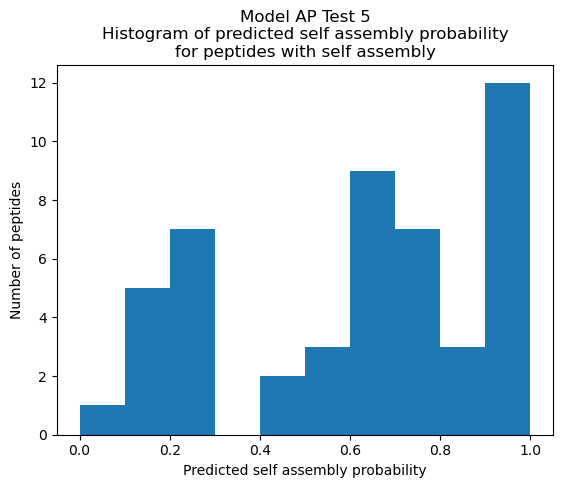 Model AP Test 5
Histogram of predicted self assembly probability
for peptides with self assembly
Number of peptides
12
10
8
6
4
2
0
0.0 0.2 0.4 0.6 0.8 1.0
Predicted self assembly probability